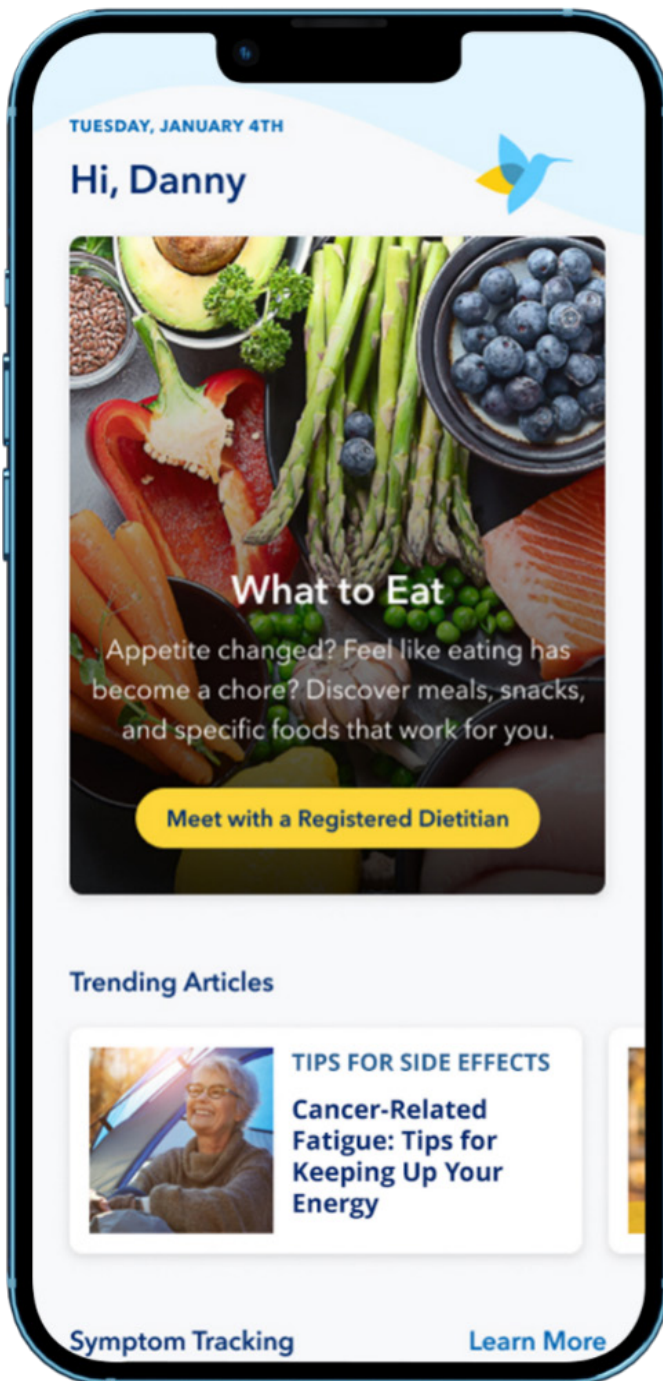 TUESDAY, JANUARY 4TH
Hi, Danny
What to Eat
Appetite changed? Feel like eating has
become a chore? Discover meals, snacks,
and specific foods that work for you.
Meet with a Registered Dietitian
Trending Articles
TIPS FOR SIDE EFFECTS
Cancer-Related
Fatigue: Tips for
Keeping Up Your
Energy
Symptom Tracking
Learn More